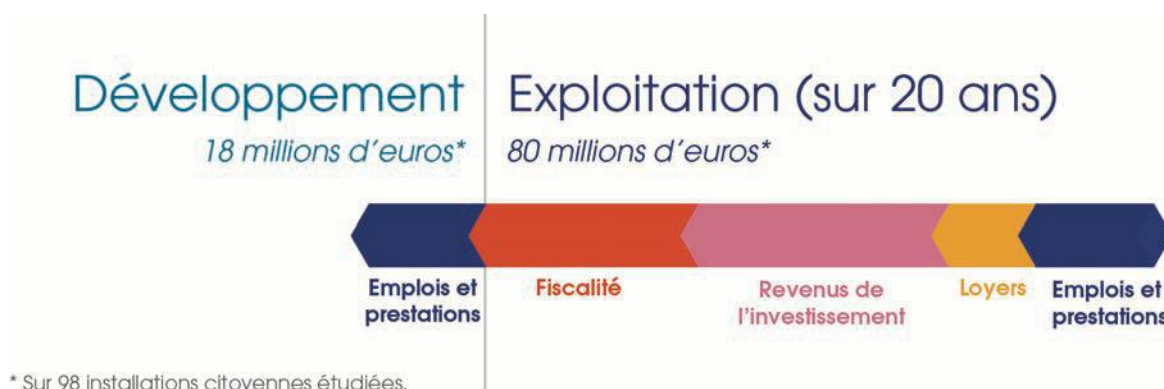 Développement
18 millions d'euros*
Exploitation (sur 20 ans)
80 millions d'euros*
Emplois et
prestations
Fiscalité
Revenus de
l'investissement
Loyers
Emplois et
prestations
* Sur 98 installations citoyennes étudiées.